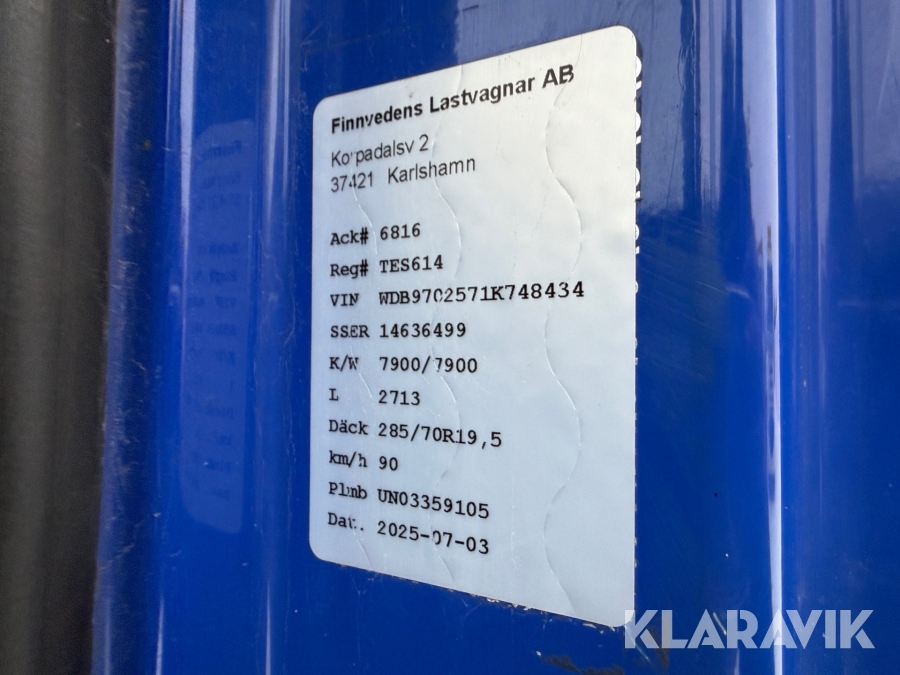 Finnvedens Lastvagnar AB
Korpadalsv 2
37421 Karlshamn
Ack# 6816
Reg# TES614
VIN WDB9702571K748434
SSER 14636499
K/W 7900/7900
L 2713
Däck 285/70R19,5
km/h 90
Plomb UN03359105
Dat. 2025-07-03
KLARAVIK